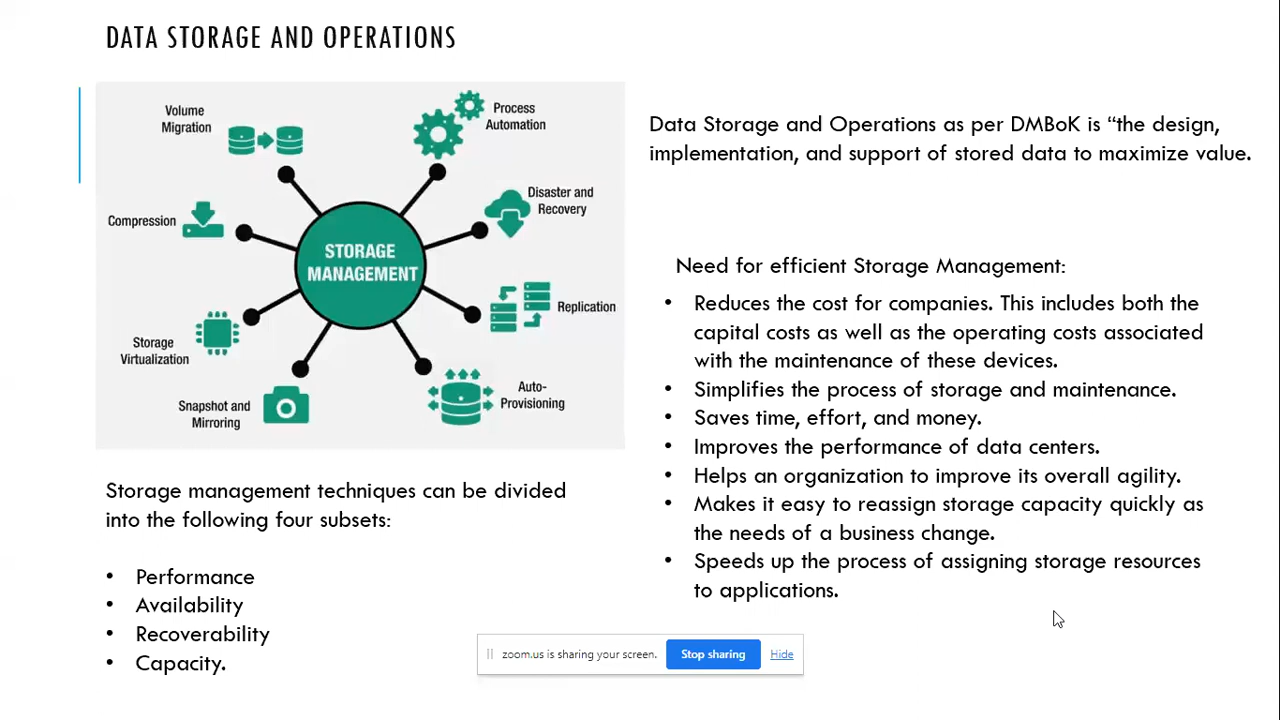 DATA STORAGE AND OPERATIONS
Volume
Migration
Process
Automation
Compression
Disaster and
Recovery
STORAGE
MANAGEMENT
Replication
Storage
Virtualization
Snapshot and
Mirroring
Auto-
Provisioning
Storage management techniques can be divided
into the following four subsets:
• Performance
• Availability
• Recoverability
• Capacity.
Data Storage and Operations as per DMBoK is “the design,
implementation, and support of stored data to maximize value.
Need for efficient Storage Management:
• Reduces the cost for companies. This includes both the
capital costs as well as the operating costs associated
with the maintenance of these devices.
• Simplifies the process of storage and maintenance.
• Saves time, effort, and money.
• Improves the performance of data centers.
• Helps an organization to improve its overall agility.
• Makes it easy to reassign storage capacity quickly as
the needs of a business change.
• Speeds up the process of assigning storage resources
to applications.
zoom.us is sharing your screen. Stop sharing Hide